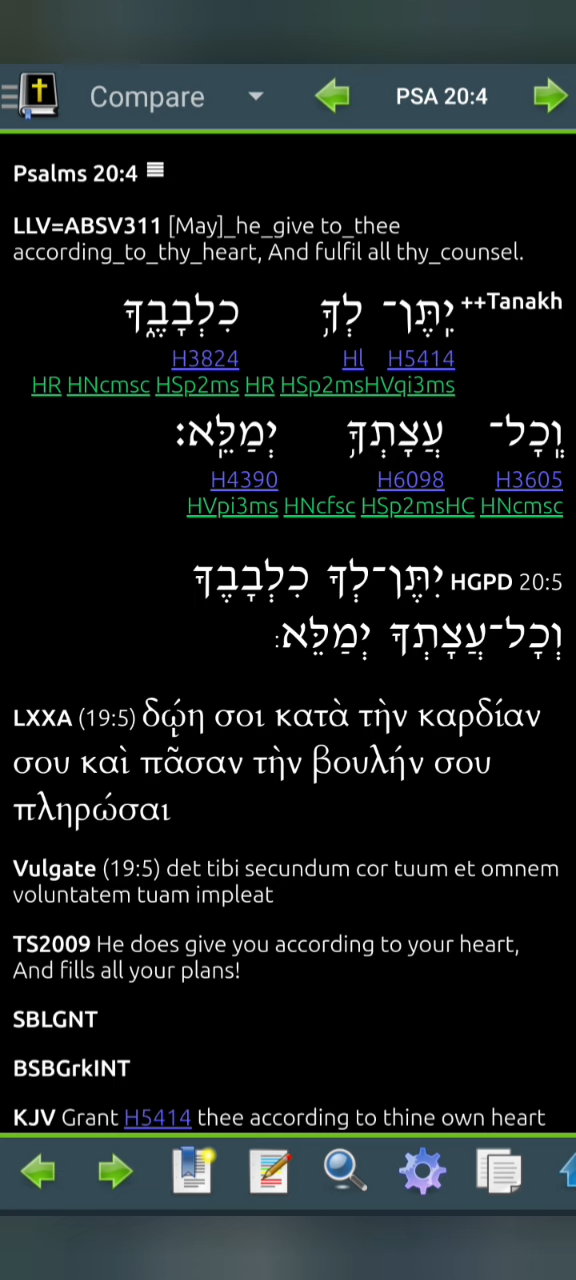 Compare
PSA 20:4
Psalms 20:4
LLV=ABSV311 [May]_he_give to_thee
according_to_thy_heart, And fulfil all thy_counsel.
++Tanakh יִֽתֶּן־ לְךָ֥ כִלְבָבֶ֑ךָ
H3824 Hl H5414
HR HNcmsc HSp2ms HR HSp2msHVqi3ms
וְֽכָל־ עֲצָתְךָ֥ יְמַלֵּֽא׃
H4390 H6098 H3605
HVpi3ms HNcfsc HSp2msHC HNcmsc
HGPD 20:5 יִתֶּן־לְךָ כִלְבָבֶךָ
וְכָל־עֲצָתְךָ יְמַלֵּא׃
LXXA (19:5) δῴη σοι κατὰ τὴν καρδίαν
σου καὶ πᾶσαν τὴν βουλήν σου
πληρώσαι
Vulgate (19:5) det tibi secundum cor tuum et omnem
voluntatem tuam impleat
TS2009 He does give you according to your heart,
And fills all your plans!
SBLGNT
BSBGrkINT
KJV Grant H5414 thee according to thine own heart